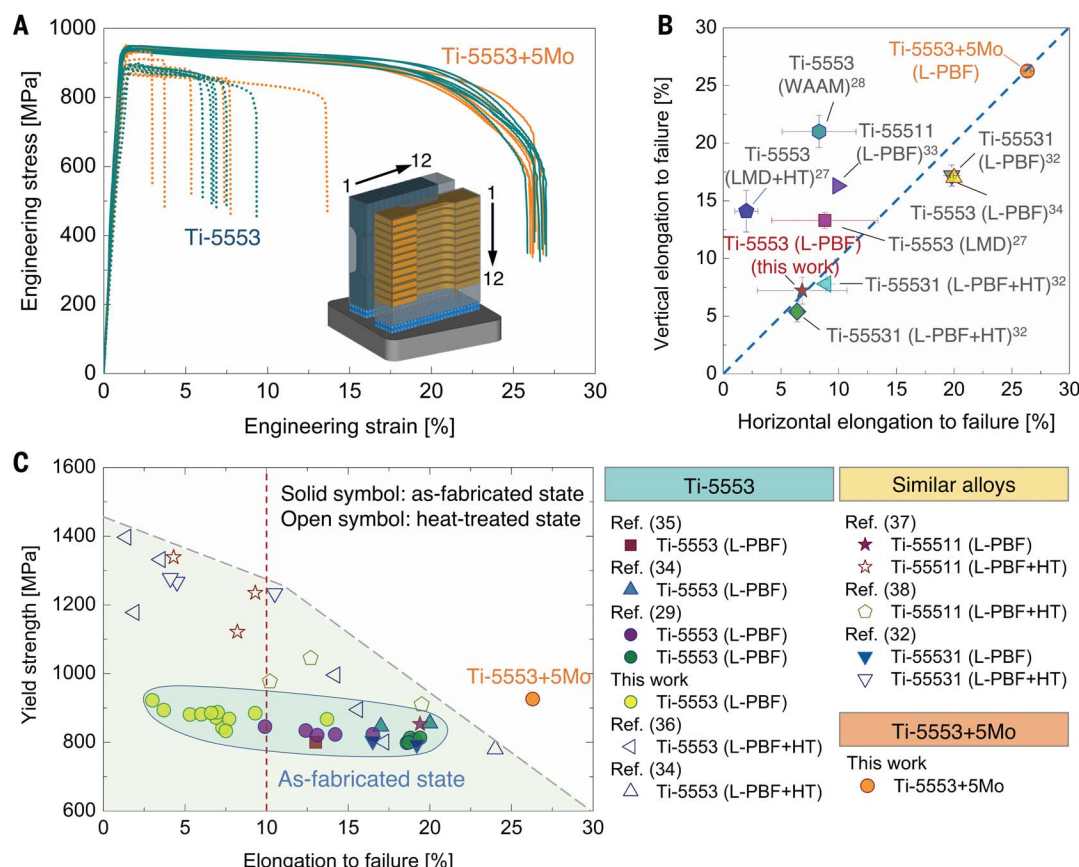 A
1000
800
600
400
200
0
Engineering stress [MPa]
Ti-5553+5Mo
Ti-5553
1
12
1
12
0
5
10
15
20
25
30
Engineering strain [%]
B
30
25
20
15
10
5
0
Vertical elongation to failure [%]
Ti-5553+5Mo
(L-PBF)
Ti-5553
(WAAM)28
Ti-55511
(L-PBF)33
Ti-55531
(L-PBF)32
Ti-5553
(LMD+HT)27
Ti-5553 (L-PBF)34
Ti-5553 (L-PBF)
(this work)
Ti-5553 (LMD)27
Ti-55531 (L-PBF+HT)32
Ti-55531 (L-PBF+HT)32
0
5
10
15
20
25
30
Horizontal elongation to failure [%]
C
1600
1400
1200
1000
800
600
Yield strength [MPa]
Solid symbol: as-fabricated state
Open symbol: heat-treated state
Ti-5553+5Mo
As-fabricated state
0
5
10
15
20
25
30
Elongation to failure [%]
Ti-5553
Ref. (35)
Ti-5553 (L-PBF)
Ref. (34)
Ti-5553 (L-PBF)
Ref. (29)
Ti-5553 (L-PBF)
Ti-5553 (L-PBF)
This work
Ti-5553 (L-PBF)
Ref. (36)
Ti-5553 (L-PBF+HT)
Ref. (34)
Ti-5553 (L-PBF+HT)
Similar alloys
Ref. (37)
Ti-55511 (L-PBF)
Ti-55511 (L-PBF+HT)
Ref. (38)
Ti-55511 (L-PBF+HT)
Ref. (32)
Ti-55531 (L-PBF)
Ti-55531 (L-PBF+HT)
Ti-5553+5Mo
This work
Ti-5553+5Mo